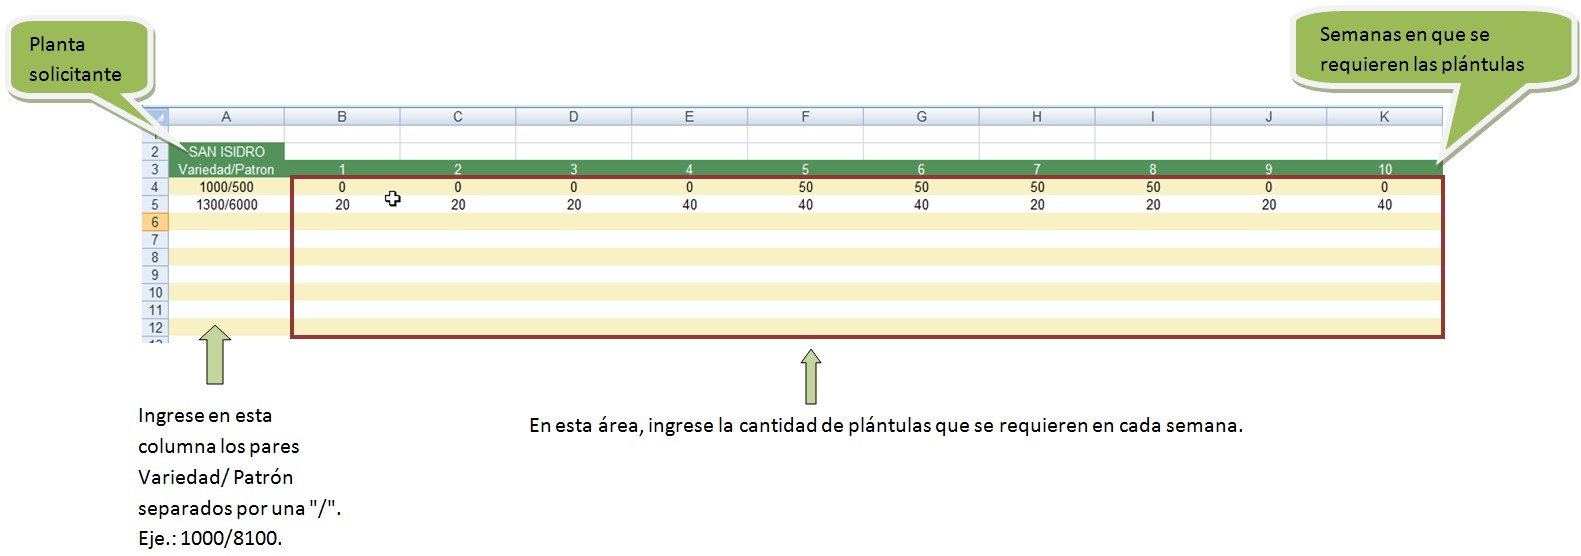 Planta
solicitante
Semanas en que se
requieren las plántulas
A B C D E F G H I J K
1
2 SAN ISIDRO
3 Variedad/Patron 1 2 3 4 5 6 7 8 9 10
4 1000/500 0 0 0 0 50 50 50 50 0 0
5 1300/6000 20 20 20 40 40 40 20 20 20 40
6
7
8
9
10
11
12
13
Ingrese en esta
columna los pares
Variedad/ Patrón
separados por una "/".
Eje.: 1000/8100.
En esta área, ingrese la cantidad de plántulas que se requieren en cada semana.